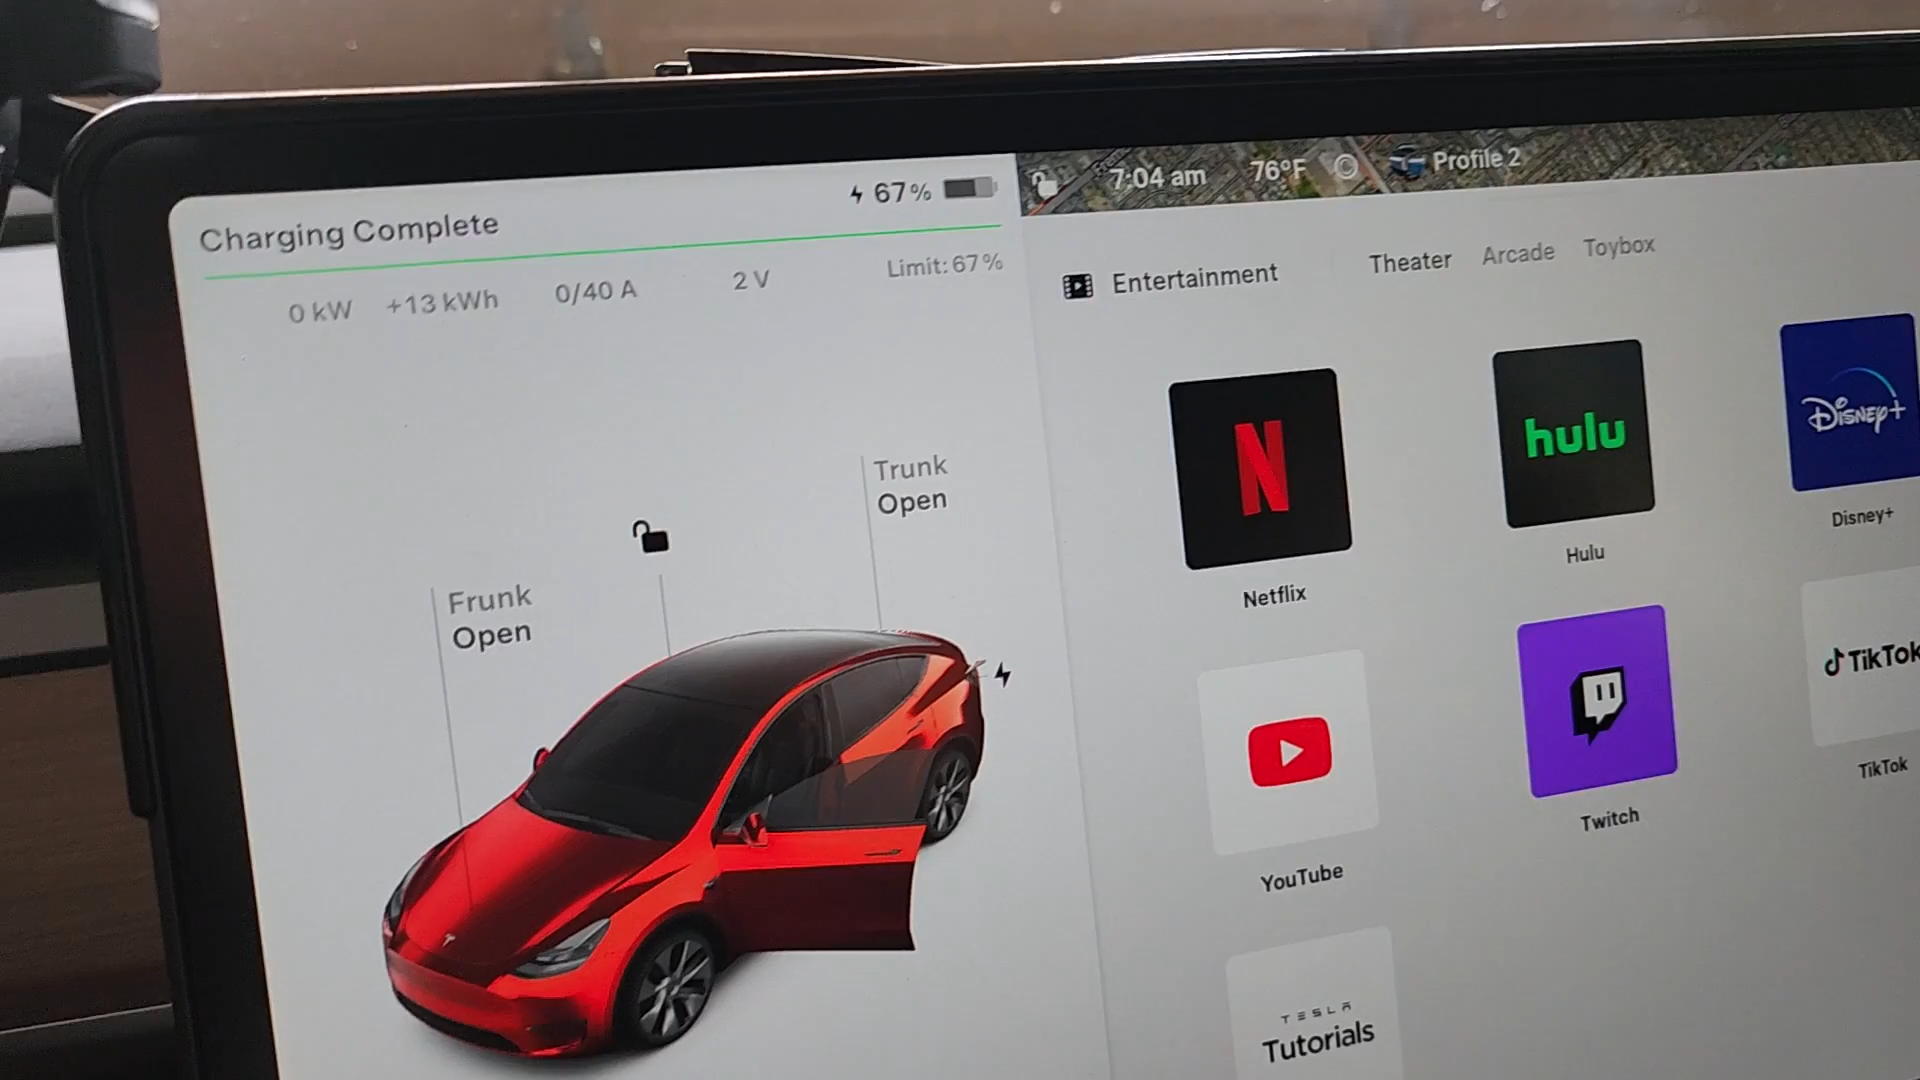 Charging Complete
67%
0 kW +13 kWh 0/40 A 2 V Limit: 67%
Trunk
Open
Frunk
Open
7:04 am 76°F Profile 2
Entertainment Theater Arcade Toybox
N
hulu
Disney+
Netflix
Hulu
Disney+
TikTok
YouTube
Twitch
TikTok
TESLA
Tutorials